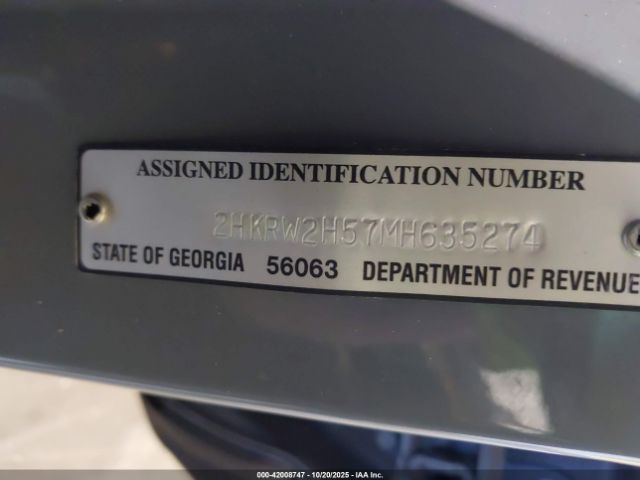 ASSIGNED IDENTIFICATION NUMBER
2HKRW2H57MH635274
STATE OF GEORGIA 56063 DEPARTMENT OF REVENUE
000-42008747 - 10/20/2025 - IAA Inc.